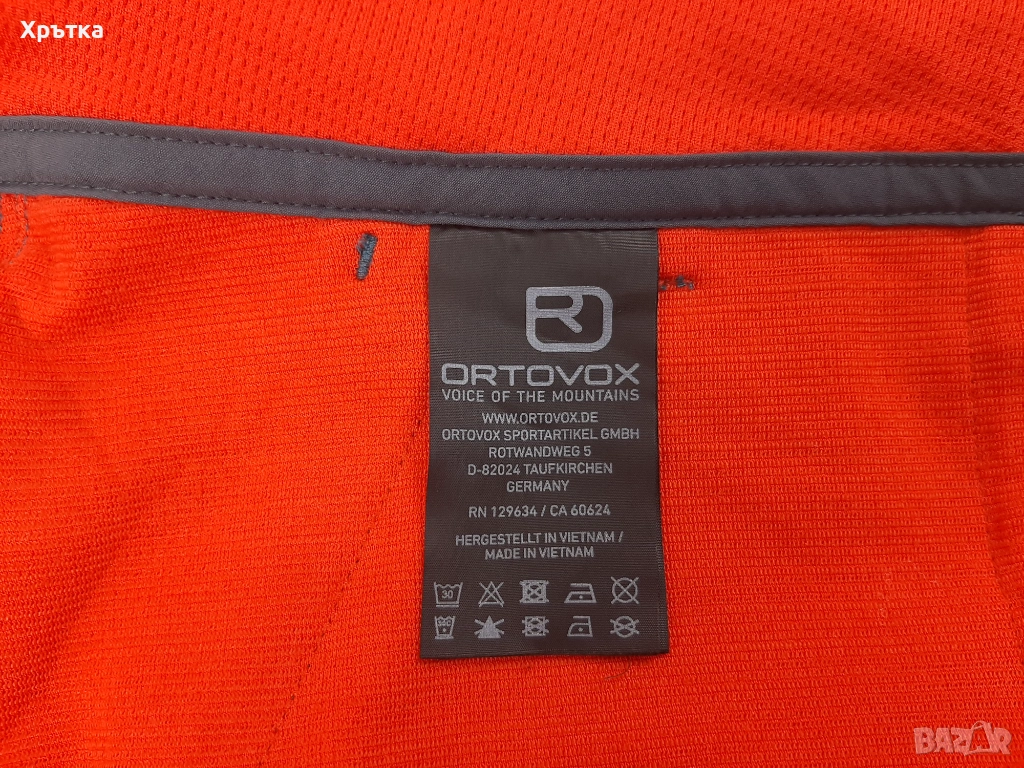 Хрътка
ORTOVOX
VOICE OF THE MOUNTAINS
WWW.ORTOVOX.DE
ORTOVOX SPORTARTIKEL GMBH
ROTWANDWEG 5
D-82024 TAUFKIRCHEN
GERMANY
RN 129634 / CA 60624
HERGESTELLT IN VIETNAM /
MADE IN VIETNAM
30
BAZAR